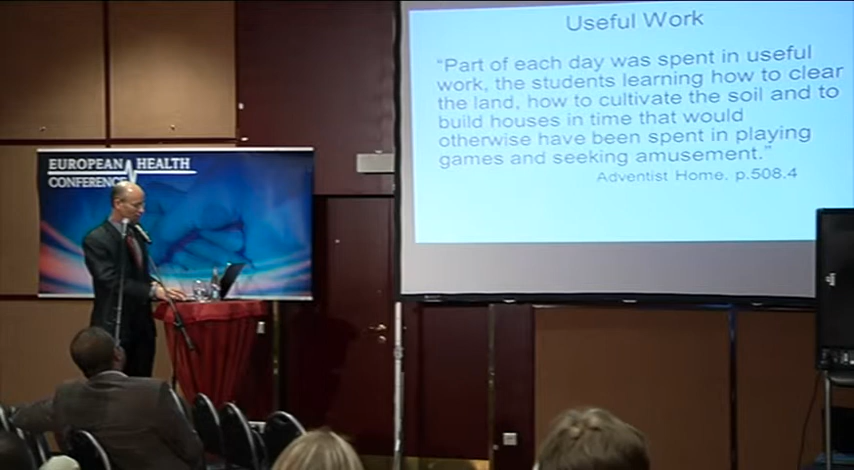 EUROPEAN HEALTH
CONFERENCE
Useful Work
“Part of each day was spent in useful
work, the students learning how to clear
the land, how to cultivate the soil and to
build houses in time that would
otherwise have been spent in playing
games and seeking amusement.”
Adventist Home. p.508.4